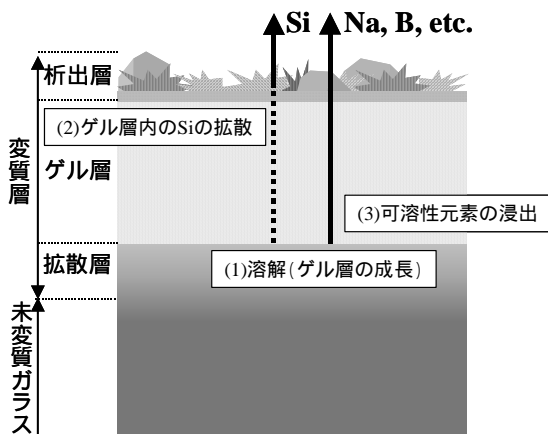 Si
Na, B, etc.
析出層
(2)ゲル層内のSiの拡散
変質層
ゲル層
(3)可溶性元素の浸出
拡散層
(1)溶解(ゲル層の成長)
未変質ガラス